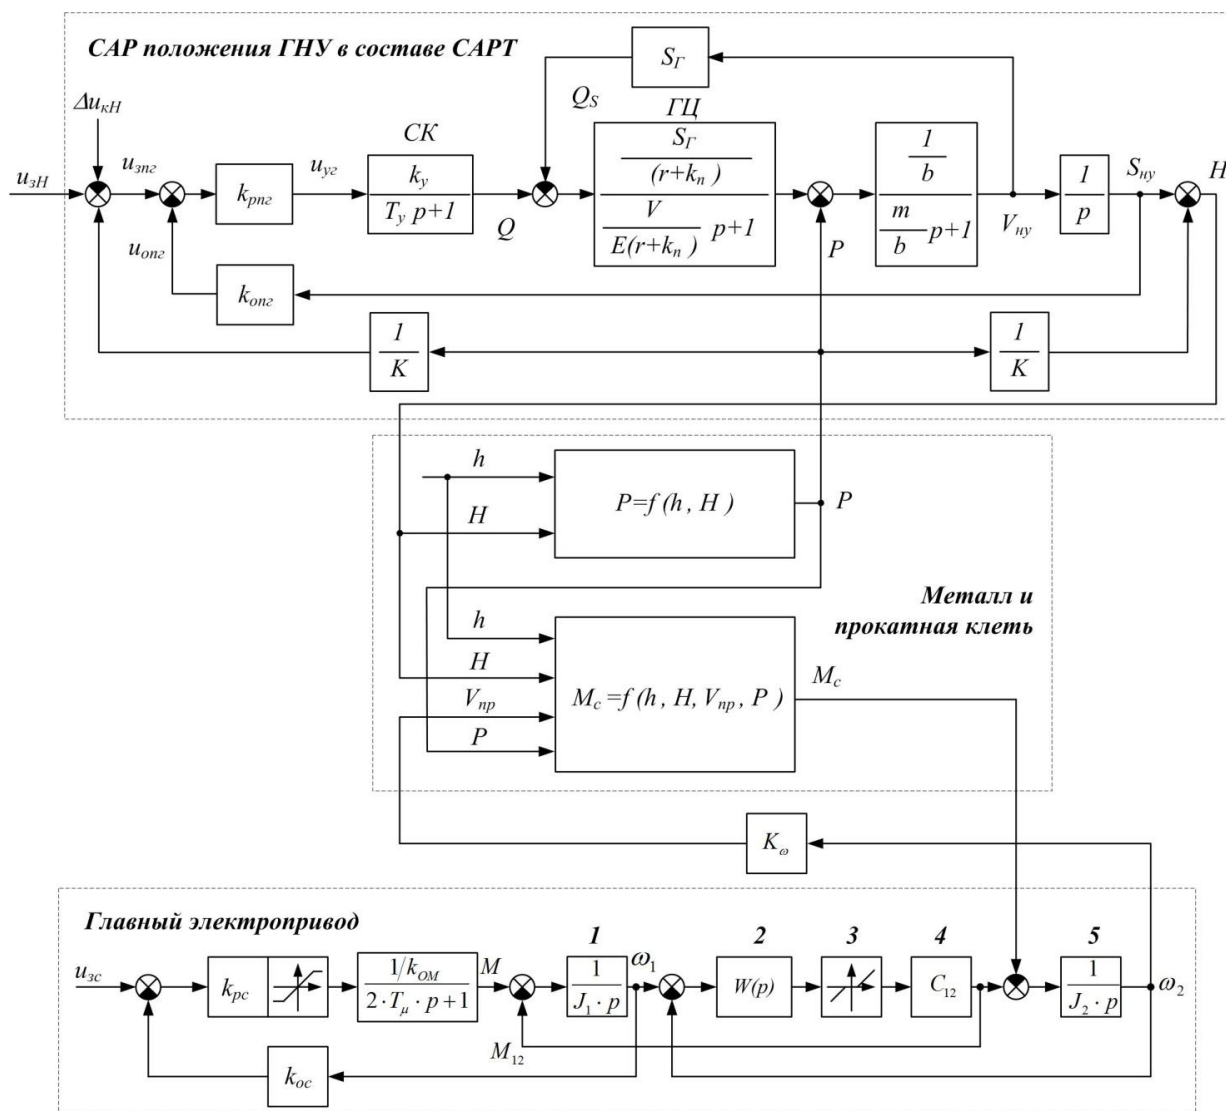 САР положения ГНУ в составе САРТ
S_Г
Δu_кН
Q_S
ГЦ
СК
u_зН
u_зпг
k_рпг
u_уг
k_у
T_у p+1
Q
S_Г
(r+k_п)
V
E(r+k_п)
p+1
P
1
b
m
b
p+1
V_ну
1
p
S_ну
H
u_опг
k_опг
1
K
1
K
h
H
P=f (h , H )
P
Металл и
прокатная клеть
h
H
V_пр
P
M_с =f (h , H, V_пр , P )
M_с
K_ω
Главный электропривод
1
2
3
4
5
u_зс
k_рс
1/k_ОМ
2·T_μ·p+1
M
1
J_1·p
ω_1
W(p)
C_12
1
J_2·p
ω_2
M_12
k_ос